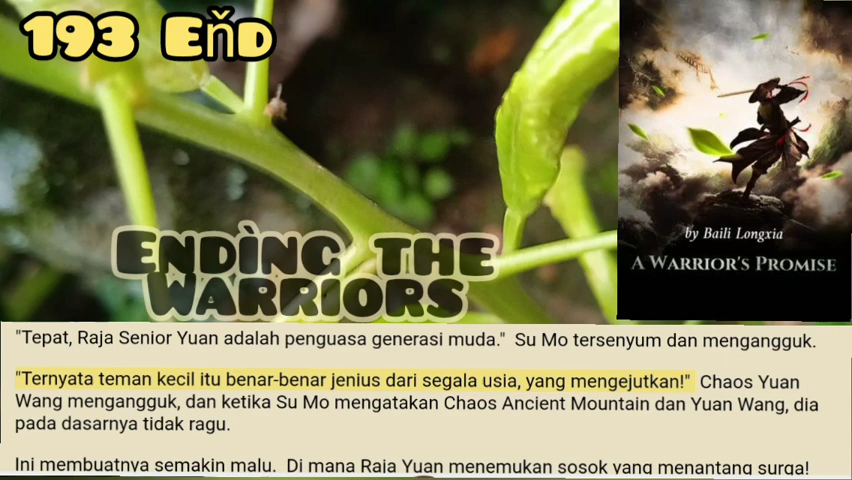 193 Eňd
by Baili Longxia
A Warrior's Promise
Endìng the
Warriors
"Tepat, Raja Senior Yuan adalah penguasa generasi muda." Su Mo tersenyum dan mengangguk.
"Ternyata teman kecil itu benar-benar jenius dari segala usia, yang mengejutkan!" Chaos Yuan
Wang mengangguk, dan ketika Su Mo mengatakan Chaos Ancient Mountain dan Yuan Wang, dia
pada dasarnya tidak ragu.
Ini membuatnya semakin malu. Di mana Raja Yuan menemukan sosok yang menantang surga!